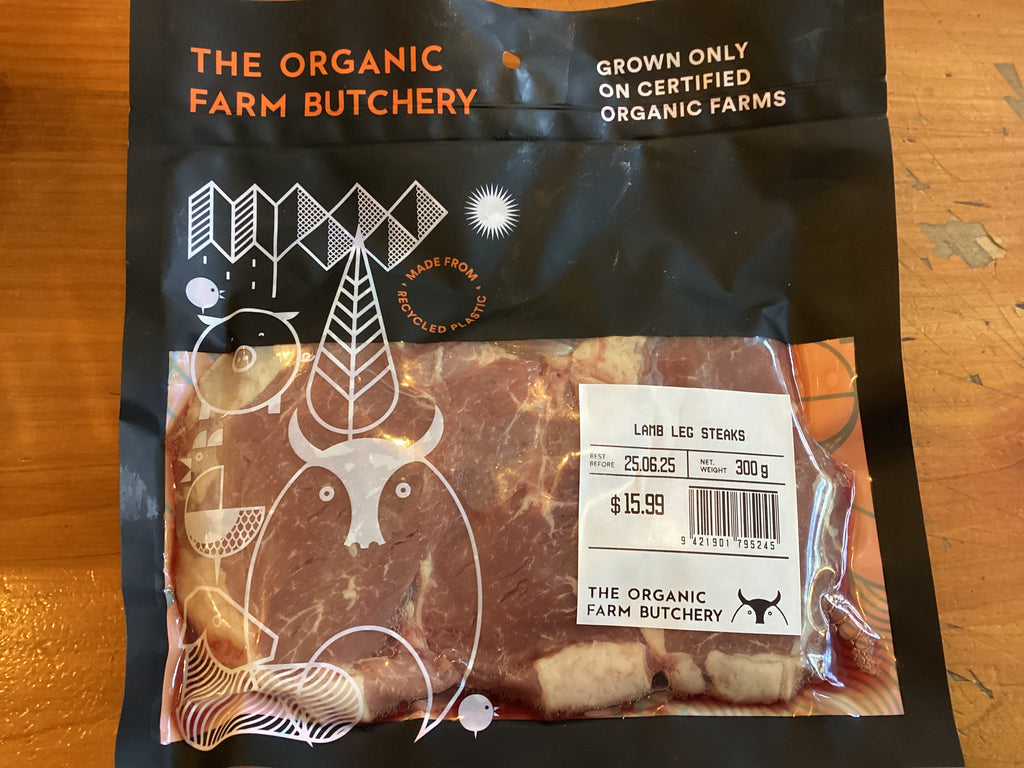 THE ORGANIC
FARM BUTCHERY
GROWN ONLY
ON CERTIFIED
ORGANIC FARMS
MADE FROM
RECYCLED PLASTIC
LAMB LEG STEAKS
BEST
BEFORE 25.06.25
NET.
WEIGHT 300 g
$ 15.99
9 421901 795245
THE ORGANIC
FARM BUTCHERY